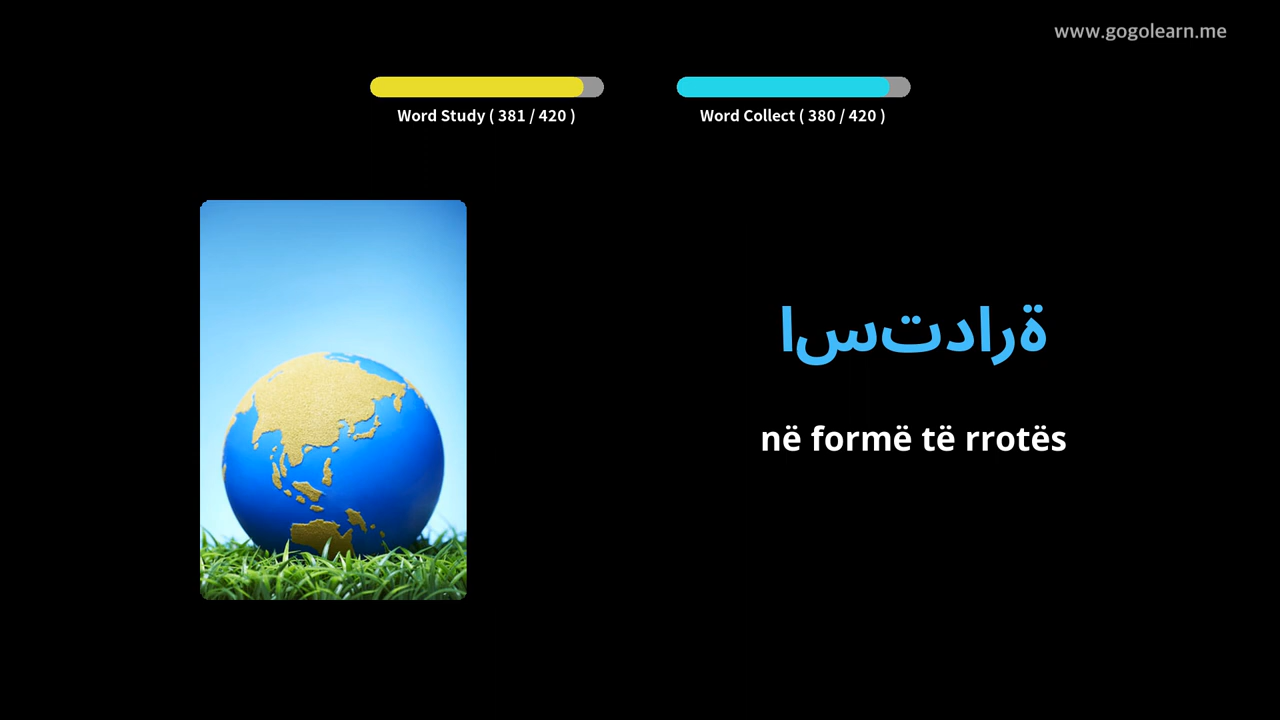 www.gogolearn.me
Word Study ( 381 / 420 )
Word Collect ( 380 / 420 )
استدارة
në formë të rrotës